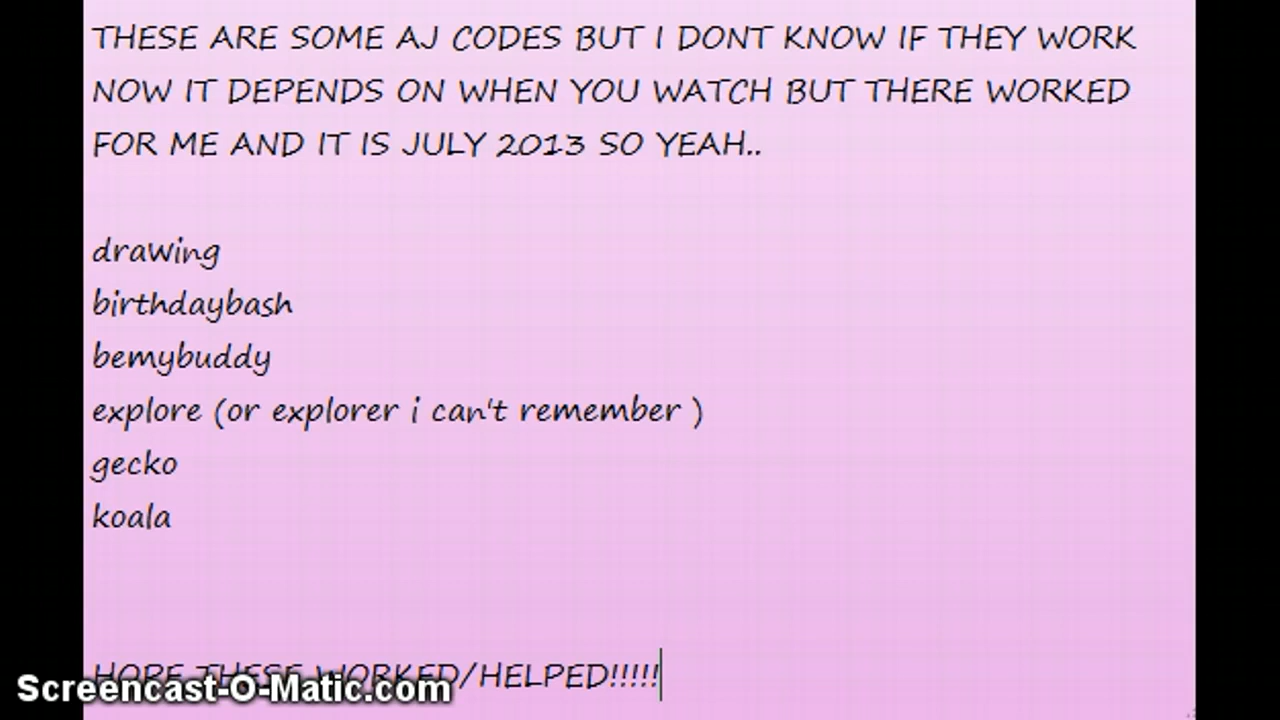 THESE ARE SOME AJ CODES BUT I DONT KNOW IF THEY WORK
NOW IT DEPENDS ON WHEN YOU WATCH BUT THERE WORKED
FOR ME AND IT IS JULY 2013 SO YEAH..
drawing
birthdaybash
bemybuddy
explore (or explorer i can't remember )
gecko
koala
HOPE THESE WORKED/HELPED!!!!!
Screencast-O-Matic.com